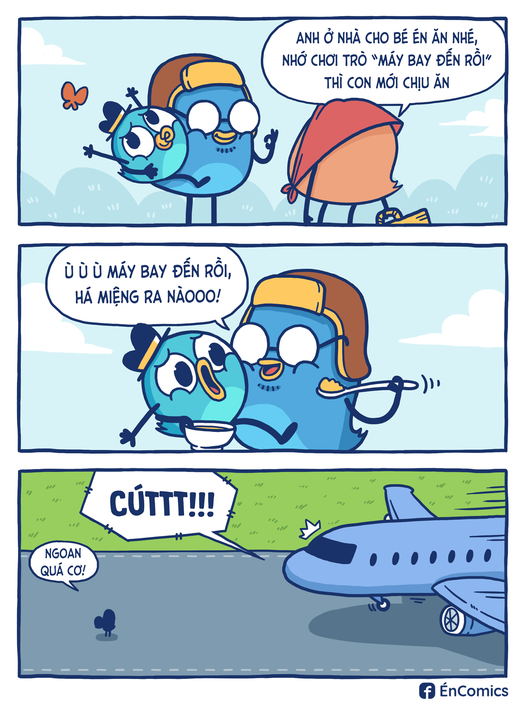 ANH Ở NHÀ CHO BÉ ÉN ĂN NHÉ,
NHỚ CHƠI TRÒ "MÁY BAY ĐẾN RỒI"
THÌ CON MỚI CHỊU ĂN
Ù Ù Ù MÁY BAY ĐẾN RỒI,
HÁ MIỆNG RA NÀOOO!
CÚTTT!!!
NGOAN
QUÁ CƠ!
ÉnComics